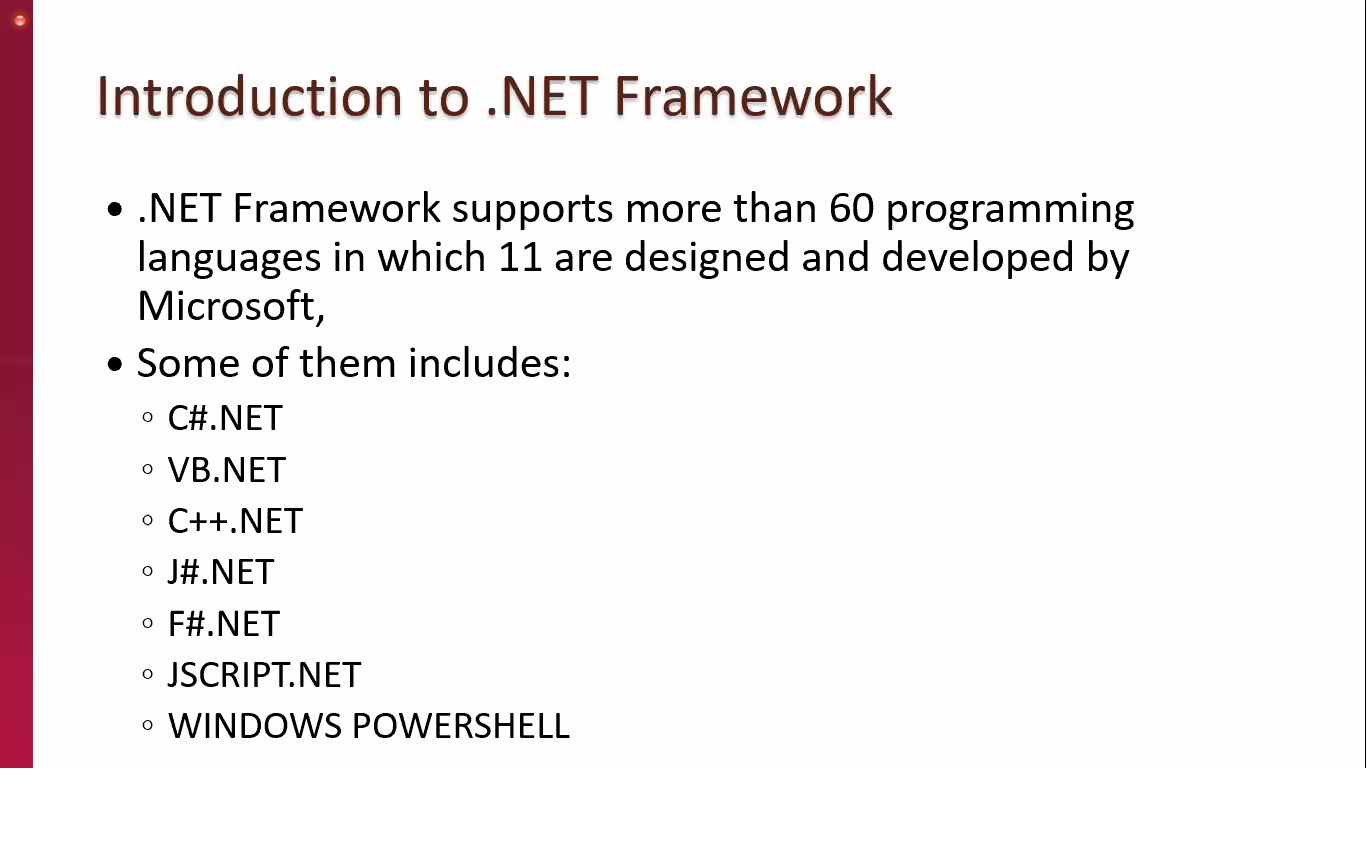 Introduction to .NET Framework
• .NET Framework supports more than 60 programming
languages in which 11 are designed and developed by
Microsoft,
• Some of them includes:
◦ C#.NET
◦ VB.NET
◦ C++.NET
◦ J#.NET
◦ F#.NET
◦ JSCRIPT.NET
◦ WINDOWS POWERSHELL